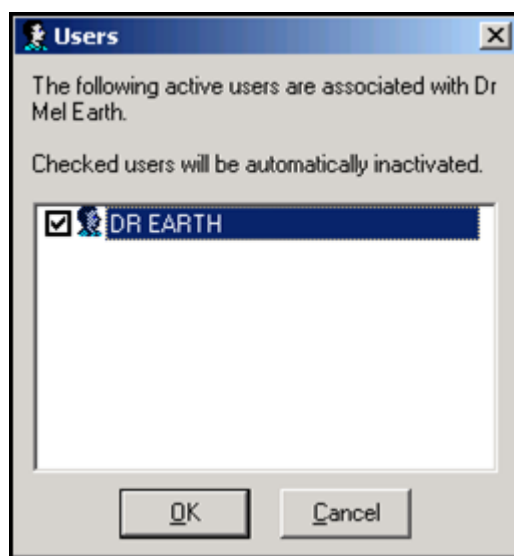 Users
The following active users are associated with Dr
Mel Earth.
Checked users will be automatically inactivated.
DR EARTH
OK
Cancel